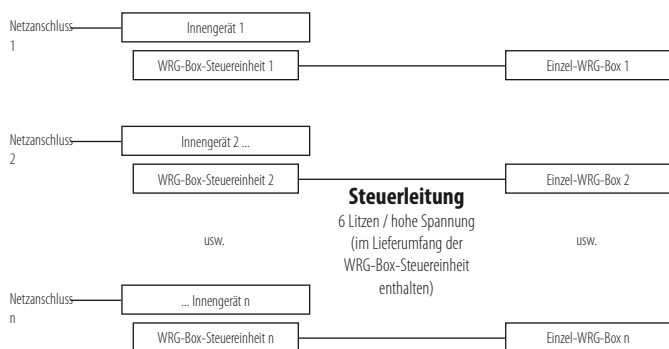 Netzanschluss
1
Innengerät 1
WRG-Box-Steuereinheit 1
Einzel-WRG-Box 1
Netzanschluss
2
Innengerät 2 ...
WRG-Box-Steuereinheit 2
Einzel-WRG-Box 2
Steuerleitung
6 Litzen / hohe Spannung
(im Lieferumfang der
WRG-Box-Steuereinheit
enthalten)
usw.
usw.
Netzanschluss
n
... Innengerät n
WRG-Box-Steuereinheit n
Einzel-WRG-Box n